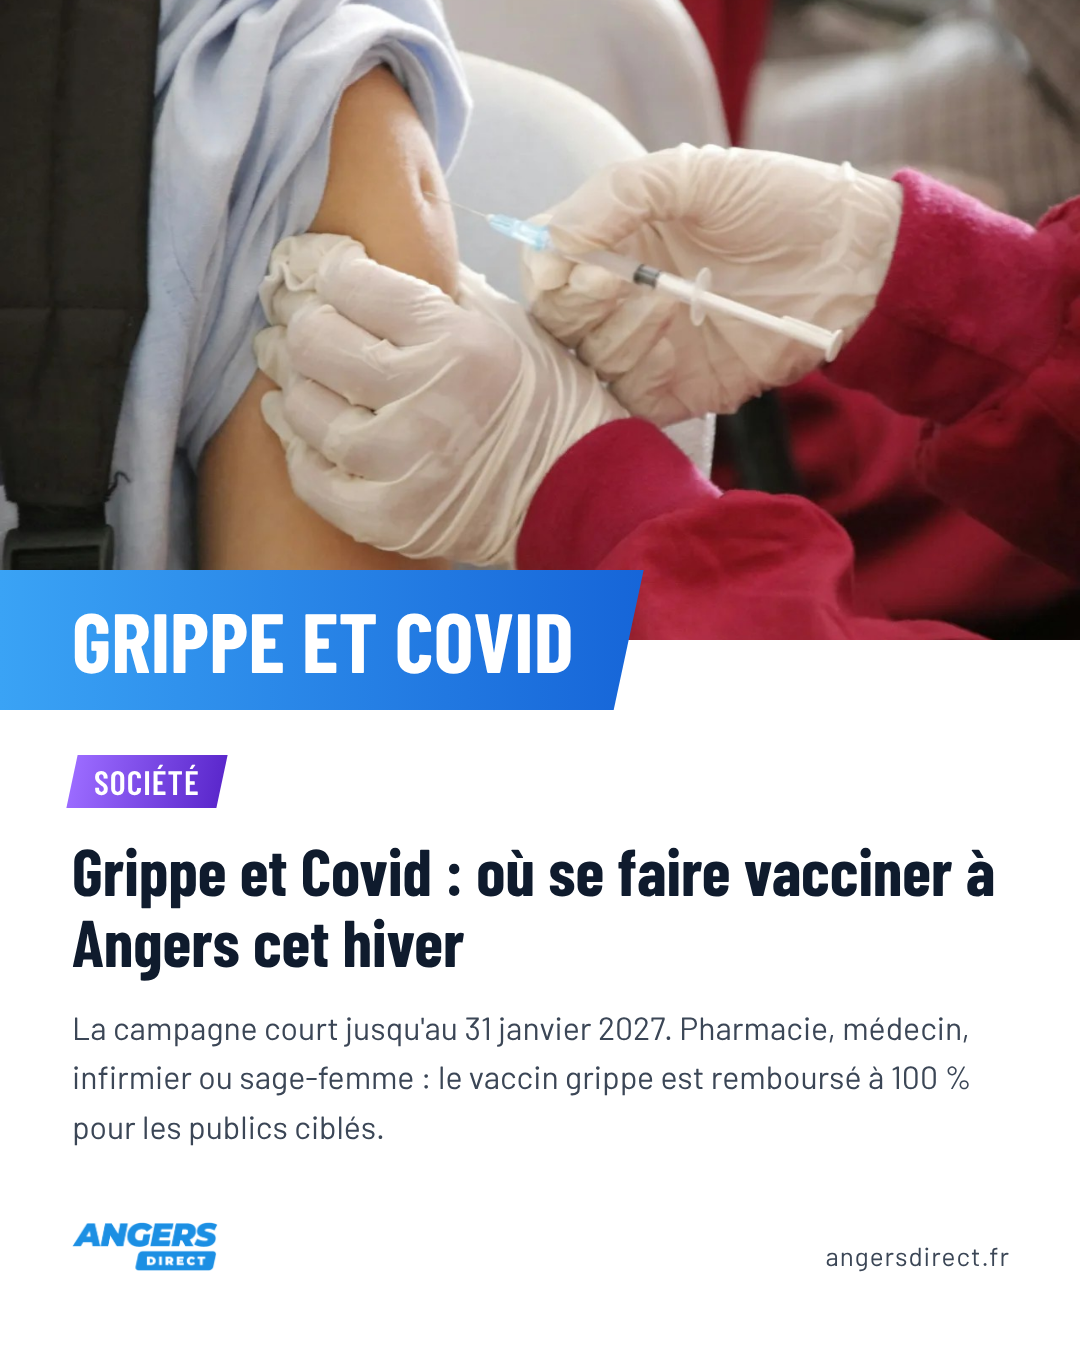 GRIPPE ET COVID
SOCIÉTÉ
Grippe et Covid : où se faire vacciner à
Angers cet hiver
La campagne court jusqu'au 31 janvier 2027. Pharmacie, médecin,
infirmier ou sage-femme : le vaccin grippe est remboursé à 100 %
pour les publics ciblés.
ANGERS
DIRECT
angersdirect.fr